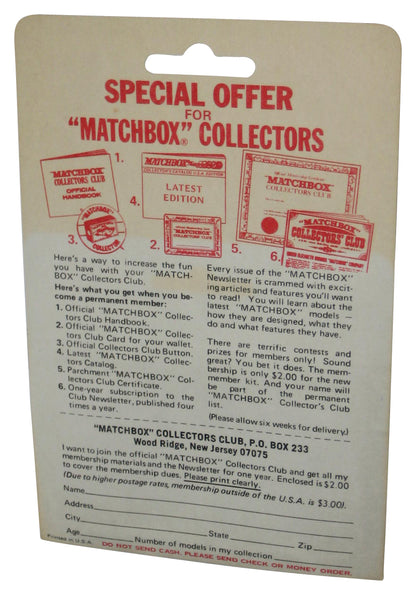 SPECIAL OFFER
FOR
"MATCHBOX"® COLLECTORS
MATCHBOX
COLLECTORS CLUB
OFFICIAL
HANDBOOK
1.
MATCHBOX
LATEST
EDITION
4.
MATCHBOX
COLLECTORS CLUB
5.
3.
COLLECTOR
2.
MATCHBOX
6.
"MATCHBOX"
COLLECTORS CLUB
Here's a way to increase the fun
you have with your "MATCH-
BOX" Collectors Club.
Here's what you get when you be-
come a permanent member:
1. Official "MATCHBOX" Collec-
tors Club Handbook.
2. Official "MATCHBOX" Collec-
tors Club Card for your wallet.
3. Official Collectors Club Button.
4. Latest "MATCHBOX" Collec-
tors Catalog.
5. Parchment "MATCHBOX" Col-
lectors Club Certificate.
6. One-year subscription to the
Club Newsletter, published four
times a year.
Every issue of the "MATCHBOX"
Newsletter is crammed with excit-
ing articles and features you'll want
to read! You will learn about the
latest "MATCHBOX" models —
how they are designed, what they
do and what features they have.
There are terrific contests and
prizes for members only! Sound
great? You bet it does. The mem-
bership is only $2.00 for the new
member kit. And your name will
be part of the permanent
"MATCHBOX" Collector's Club
list.
(Please allow six weeks for delivery)
"MATCHBOX" COLLECTORS CLUB, P.O. BOX 233
Wood Ridge, New Jersey 07075
I want to join the official "MATCHBOX" Collectors Club and get all my
membership materials and the Newsletter for one year. Enclosed is $2.00
to cover the membership dues. Please print clearly.
(Due to higher postage rates, membership outside of the U.S.A. is $3.00).
Name
Address
City State
Age Zip
Number of models in my collection
Printed in U.S.A. DO NOT SEND CASH. PLEASE SEND CHECK OR MONEY ORDER.